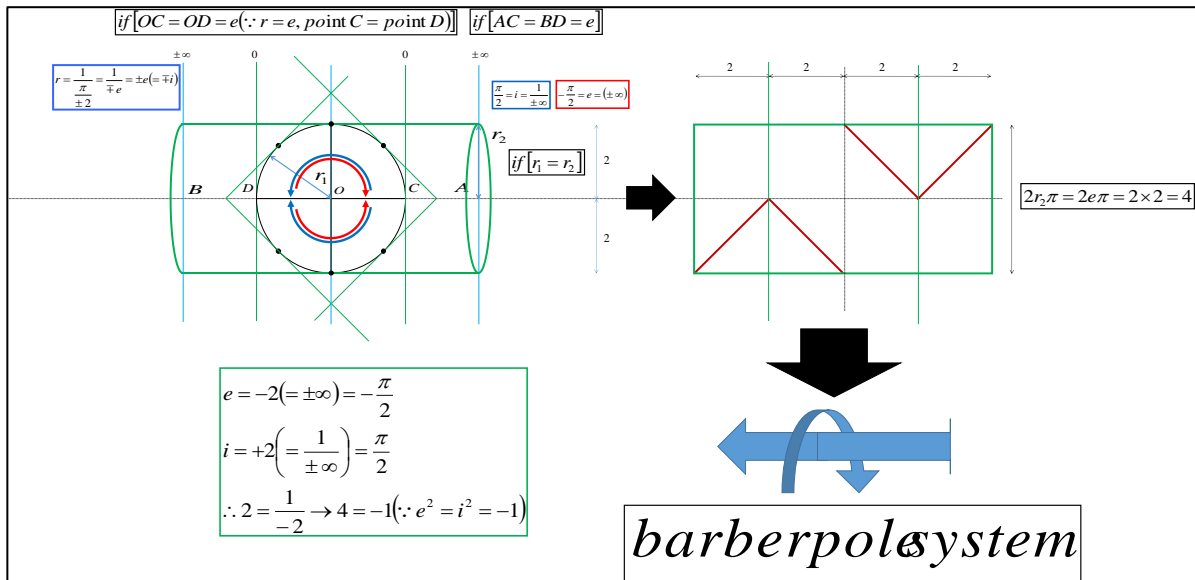 if[OC = OD = e(∵ r = e, point C = point D)]
if[AC = BD = e]
±∞ 0 0 ±∞
r = 1/(π/±2) = 1/∓e = ±e(= ∓i)
π/2 = i = 1/±∞
-π/2 = e = (±∞)
r₂
if[r₁ = r₂]
r₁
B D O C A
2
2
2 2 2 2
2r₂π = 2eπ = 2×2 = 4
e = -2(= ±∞) = -π/2
i = +2(= 1/±∞) = π/2
∴ 2 = 1/-2 → 4 = -1(∵ e² = i² = -1)
barberpolesystem